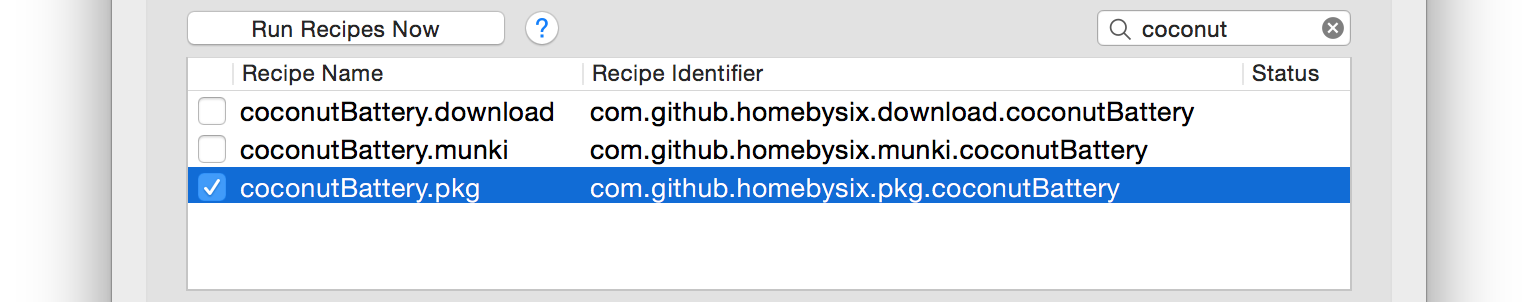 Run Recipes Now ? coconut
Recipe Name Recipe Identifier Status
coconutBattery.download com.github.homebysix.download.coconutBattery
coconutBattery.munki com.github.homebysix.munki.coconutBattery
coconutBattery.pkg com.github.homebysix.pkg.coconutBattery